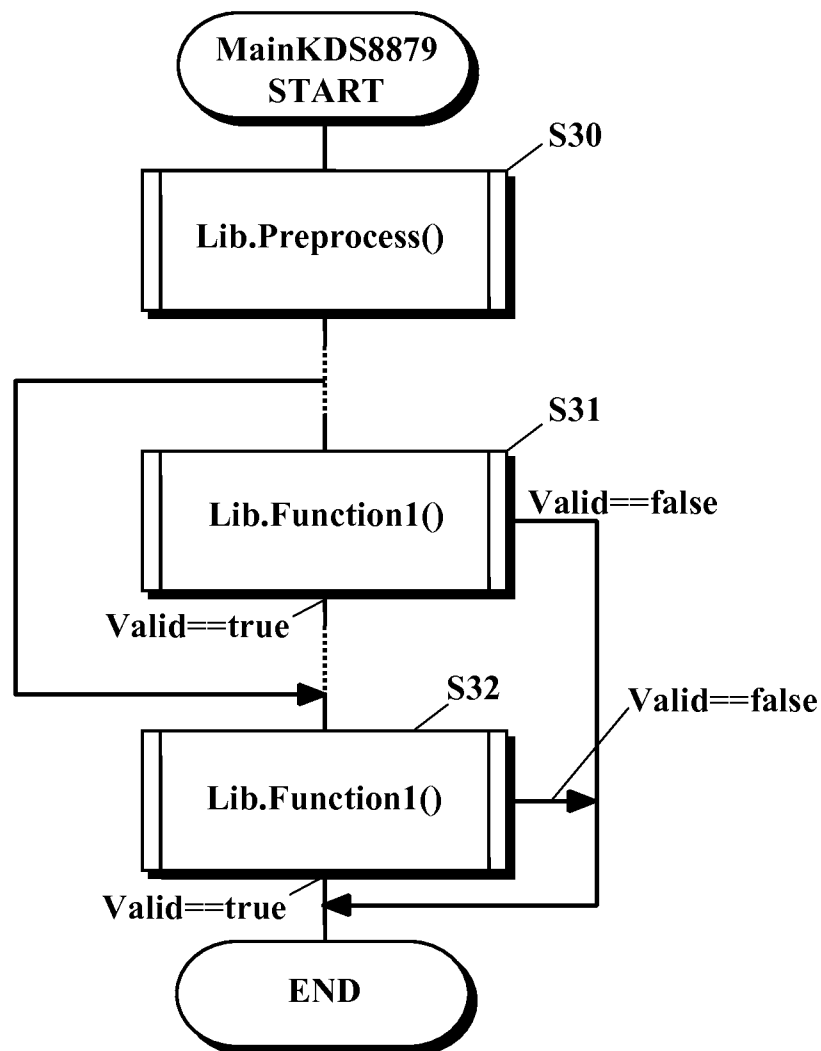 MainKDS8879
START
S30
Lib.Preprocess()
S31
Lib.Function1()
Valid==false
Valid==true
S32
Valid==false
Lib.Function1()
Valid==true
END